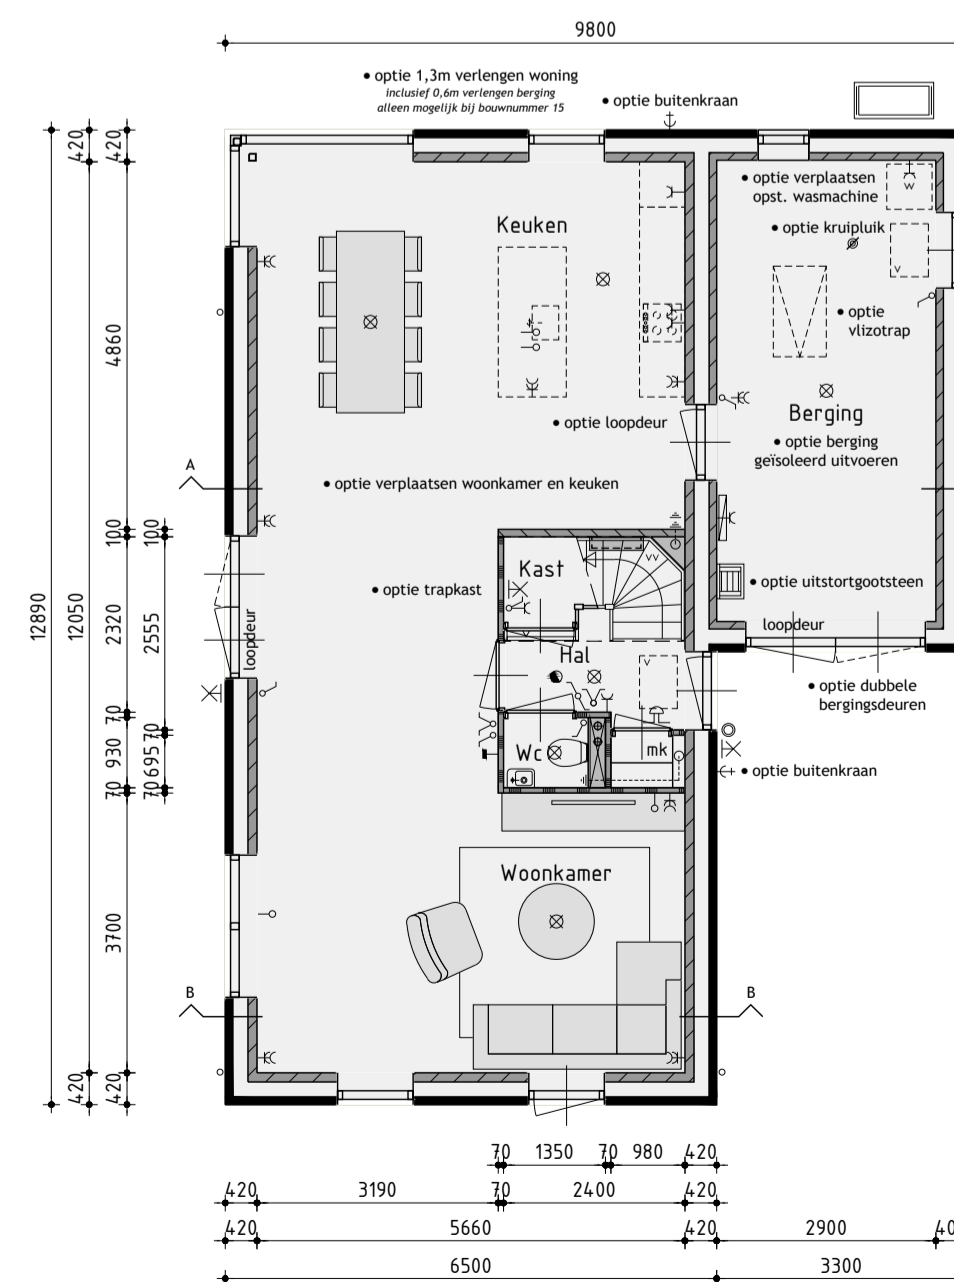 9800
• optie 1,3m verlengen woning
inclusief 0,6m verlengen berging
alleen mogelijk bij bouwnummer 15
• optie buitenkraan
420
420
• optie verplaatsen
opst. wasmachine
W
Keuken
• optie kruipluik
V
• optie
vlizotrap
4860
Berging
• optie berging
geïsoleerd uitvoeren
• optie loopdeur
A
• optie verplaatsen woonkamer en keuken
100
100
Kast
VV
• optie trapkast
• optie uitstortgootsteen
12890
12050
2320
2555
loopdeur
loopdeur
V
Hal
V
• optie dubbele
bergingsdeuren
70
930
70
695
Wc
mk
• optie buitenkraan
70
70
Woonkamer
3700
B
B
420
420
70
1350
70
980
420
420
3190
70
2400
420
420
5660
420
2900
40
6500
3300